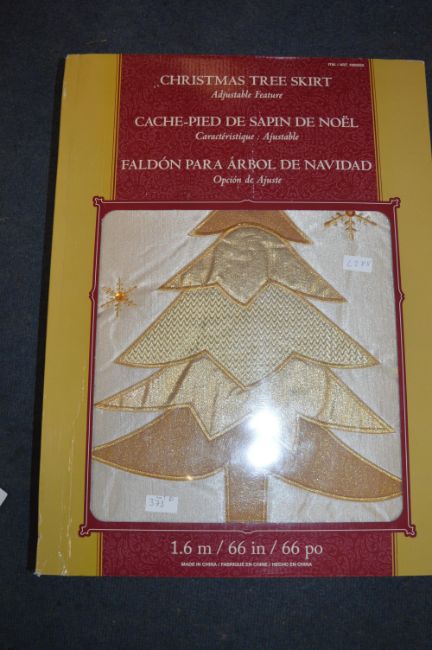 CHRISTMAS TREE SKIRT
Adjustable Feature
CACHE-PIED DE SAPIN DE NOËL
Caractéristique : Ajustable
FALDÓN PARA ÁRBOL DE NAVIDAD
Opción de Ajuste
373
1.6 m / 66 in / 66 po
MADE IN CHINA / FABRIQUÉ EN CHINE / HECHO EN CHINA